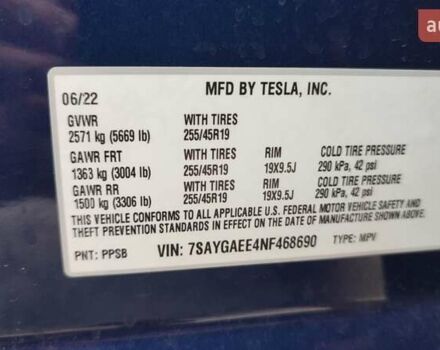 au
MFD BY TESLA, INC.
06/22
GVWR WITH TIRES
2571 kg (5669 lb) 255/45R19
GAWR FRT WITH TIRES RIM COLD TIRE PRESSURE
1363 kg (3004 lb) 255/45R19 19X9.5J 290 kPa, 42 psi
GAWR RR WITH TIRES RIM COLD TIRE PRESSURE
1500 kg (3306 lb) 255/45R19 19X9.5J 290 kPa, 42 psi
THIS VEHICLE CONFORMS TO ALL APPLICABLE U.S. FEDERAL MOTOR VEHICLE SAFETY AND
THEFT PREVENTION STANDARDS IN EFFECT ON THE DATE OF MANUFACTURE SHOWN ABOVE.
PNT: PPSB VIN: 7SAYGAEE4NF468690 TYPE: MPV